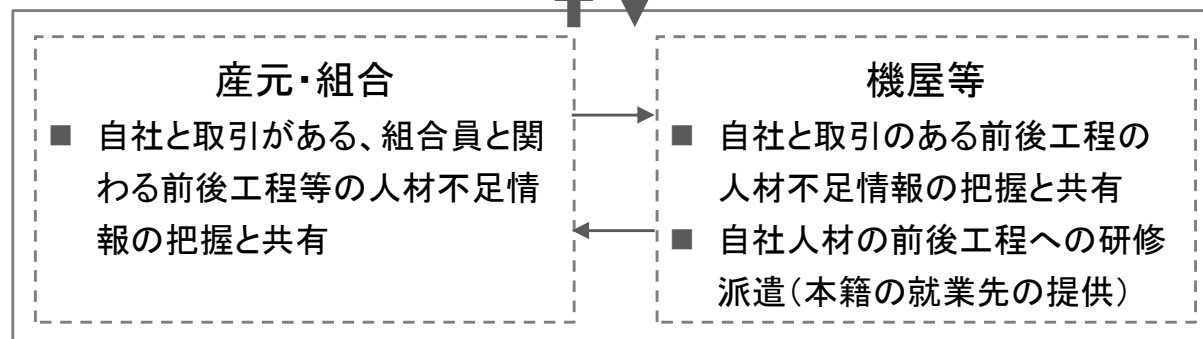 産元・組合
■ 自社と取引がある、組合員と関
わる前後工程等の人材不足情
報の把握と共有
機屋等
■ 自社と取引のある前後工程の
人材不足情報の把握と共有
■ 自社人材の前後工程への研修
派遣（本籍の就業先の提供）